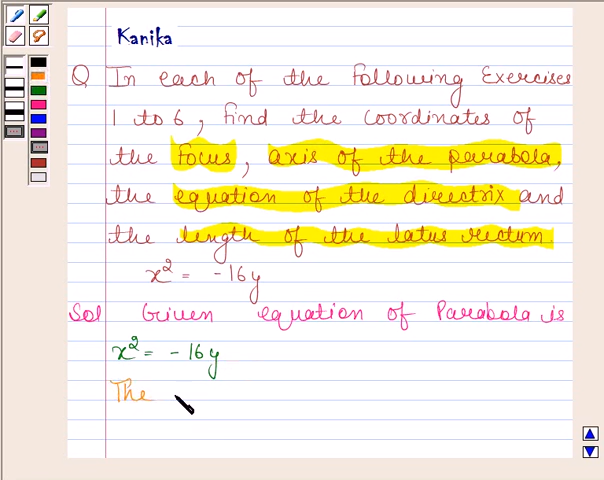 Kanika
Q In each of the following Exercises
1 to 6, find the coordinates of
the focus, axis of the parabola,
the equation of the directrix and
the length of the latus rectum.
x² = -16y
Sol Given equation of Parabola is
x² = -16y
The